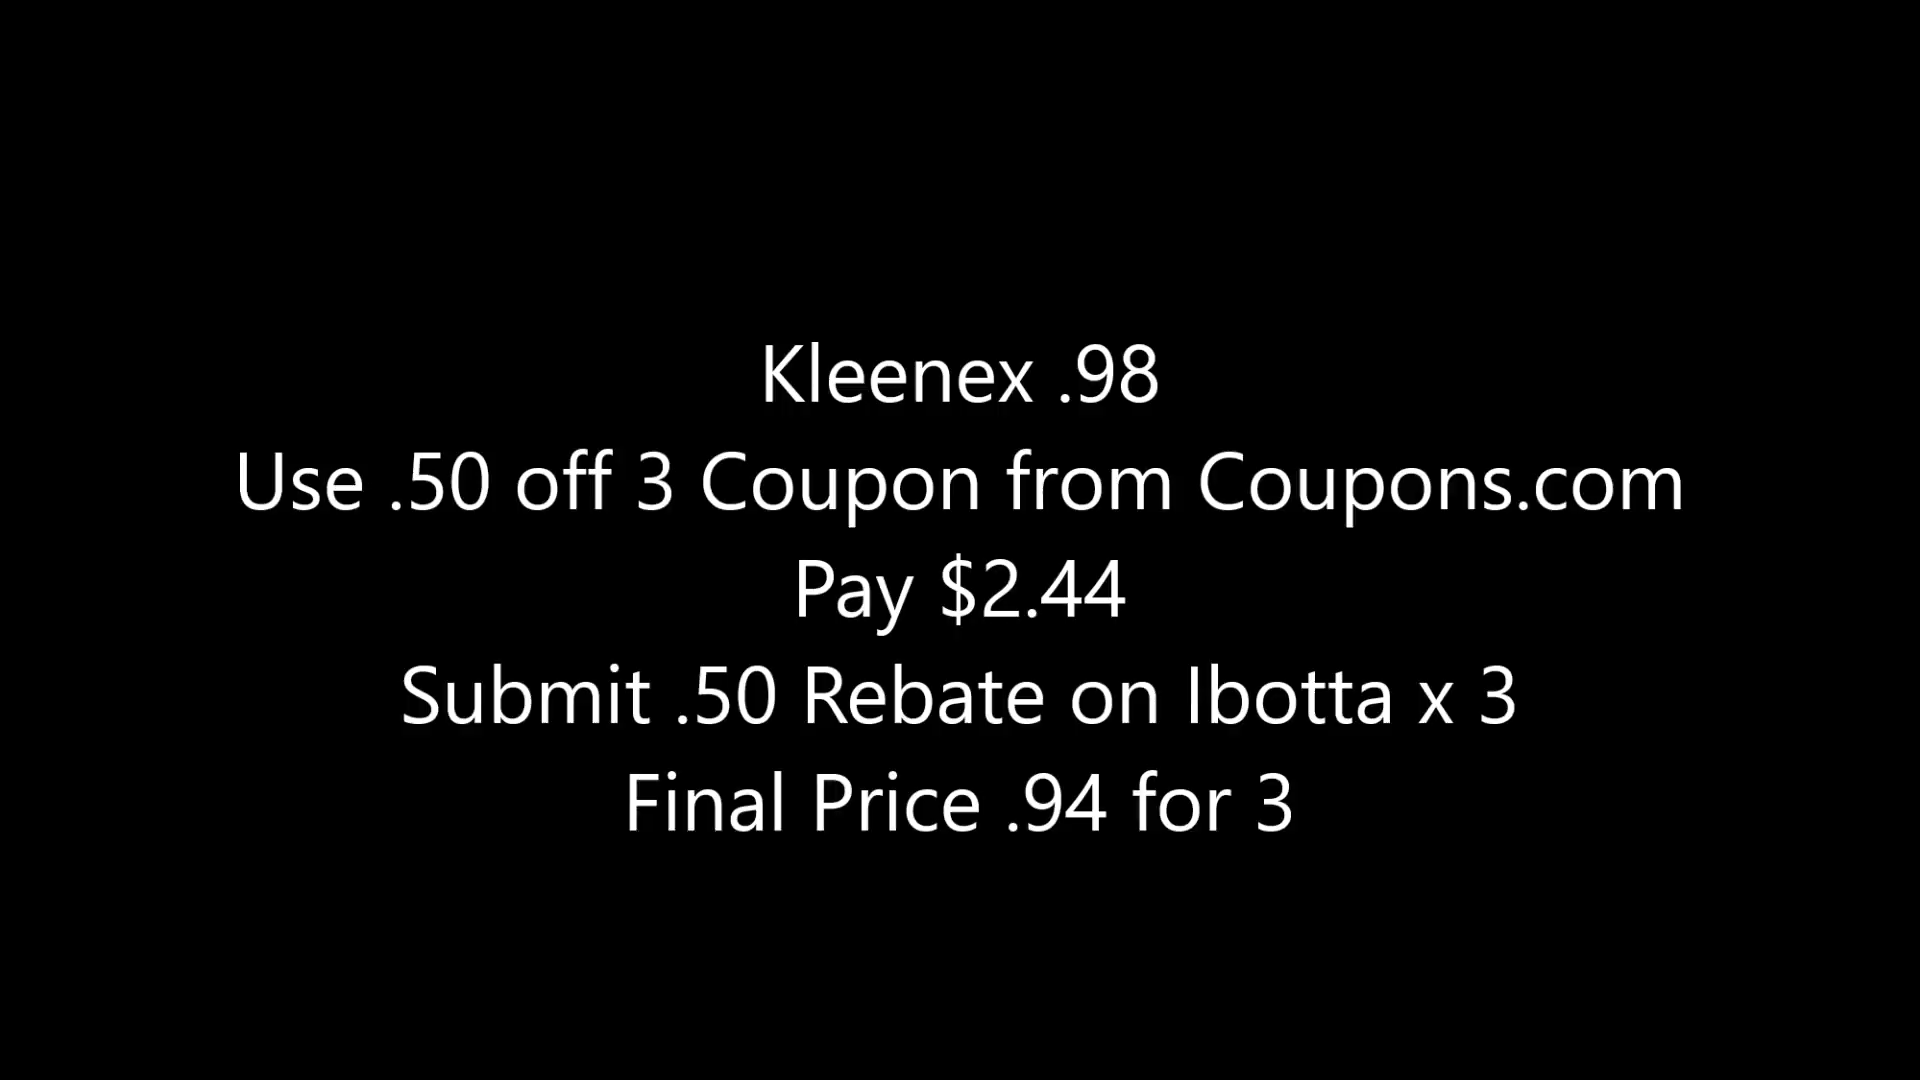 Kleenex .98
Use .50 off 3 Coupon from Coupons.com
Pay $2.44
Submit .50 Rebate on Ibotta x 3
Final Price .94 for 3